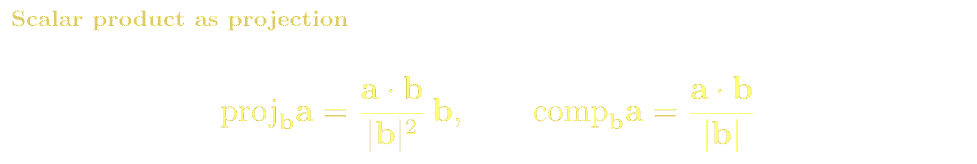 Scalar product as projection
proj_b a = (a · b / |b|²) b,    comp_b a = a · b / |b|